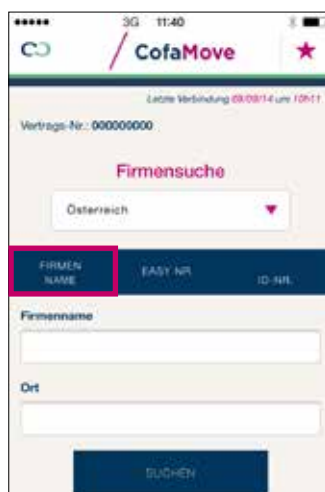 3G 11:40
CofaMove
Letzte Verbindung 09/09/14 um 10h11
Vertrags-Nr.: 000000000
Firmensuche
Österreich
FIRMEN
NAME
EASY NR.
ID-NR.
Firmenname
Ort
SUCHEN